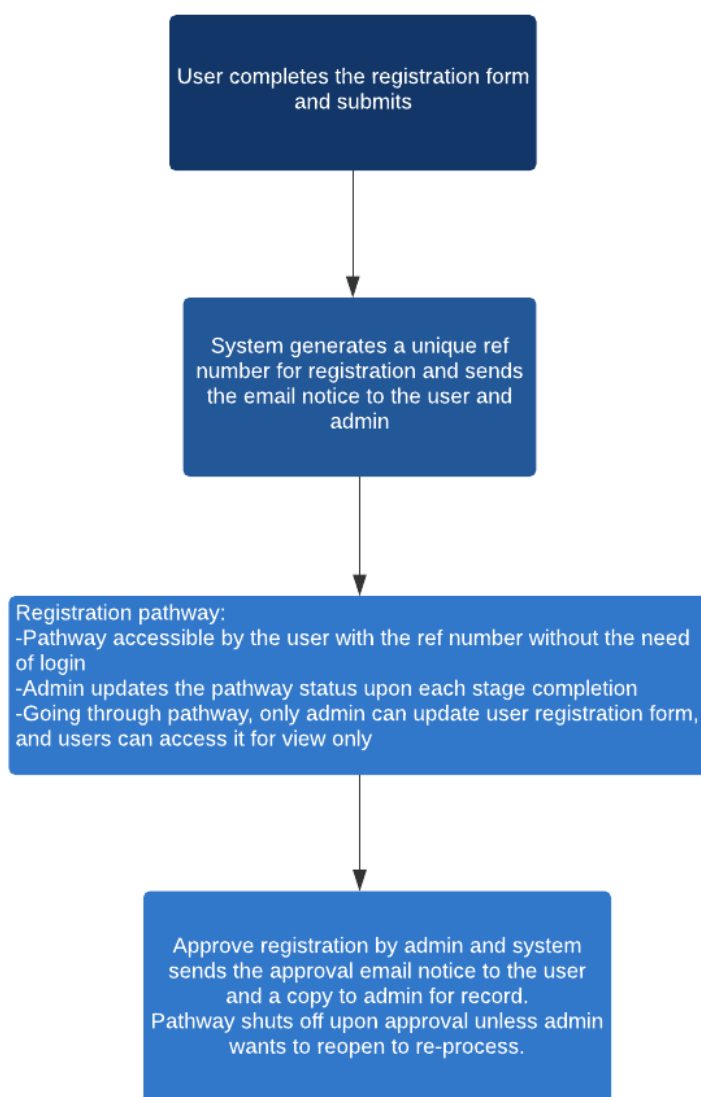 User completes the registration form
and submits
System generates a unique ref
number for registration and sends
the email notice to the user and
admin
Registration pathway:
-Pathway accessible by the user with the ref number without the need
of login
-Admin updates the pathway status upon each stage completion
-Going through pathway, only admin can update user registration form,
and users can access it for view only
Approve registration by admin and system
sends the approval email notice to the user
and a copy to admin for record.
Pathway shuts off upon approval unless admin
wants to reopen to re-process.